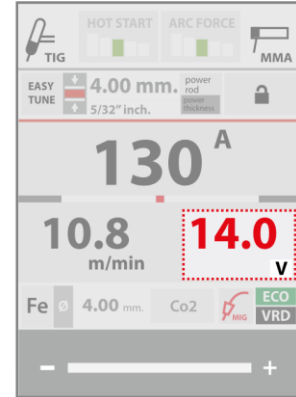 HOT START ARC FORCE
TIG MMA
EASY TUNE 4.00 mm. 5/32” inch. power rod power thickness
130 A
10.8 m/min 14.0 V
Fe Ø 4.00 mm. Co2 MIG ECO VRD
- +